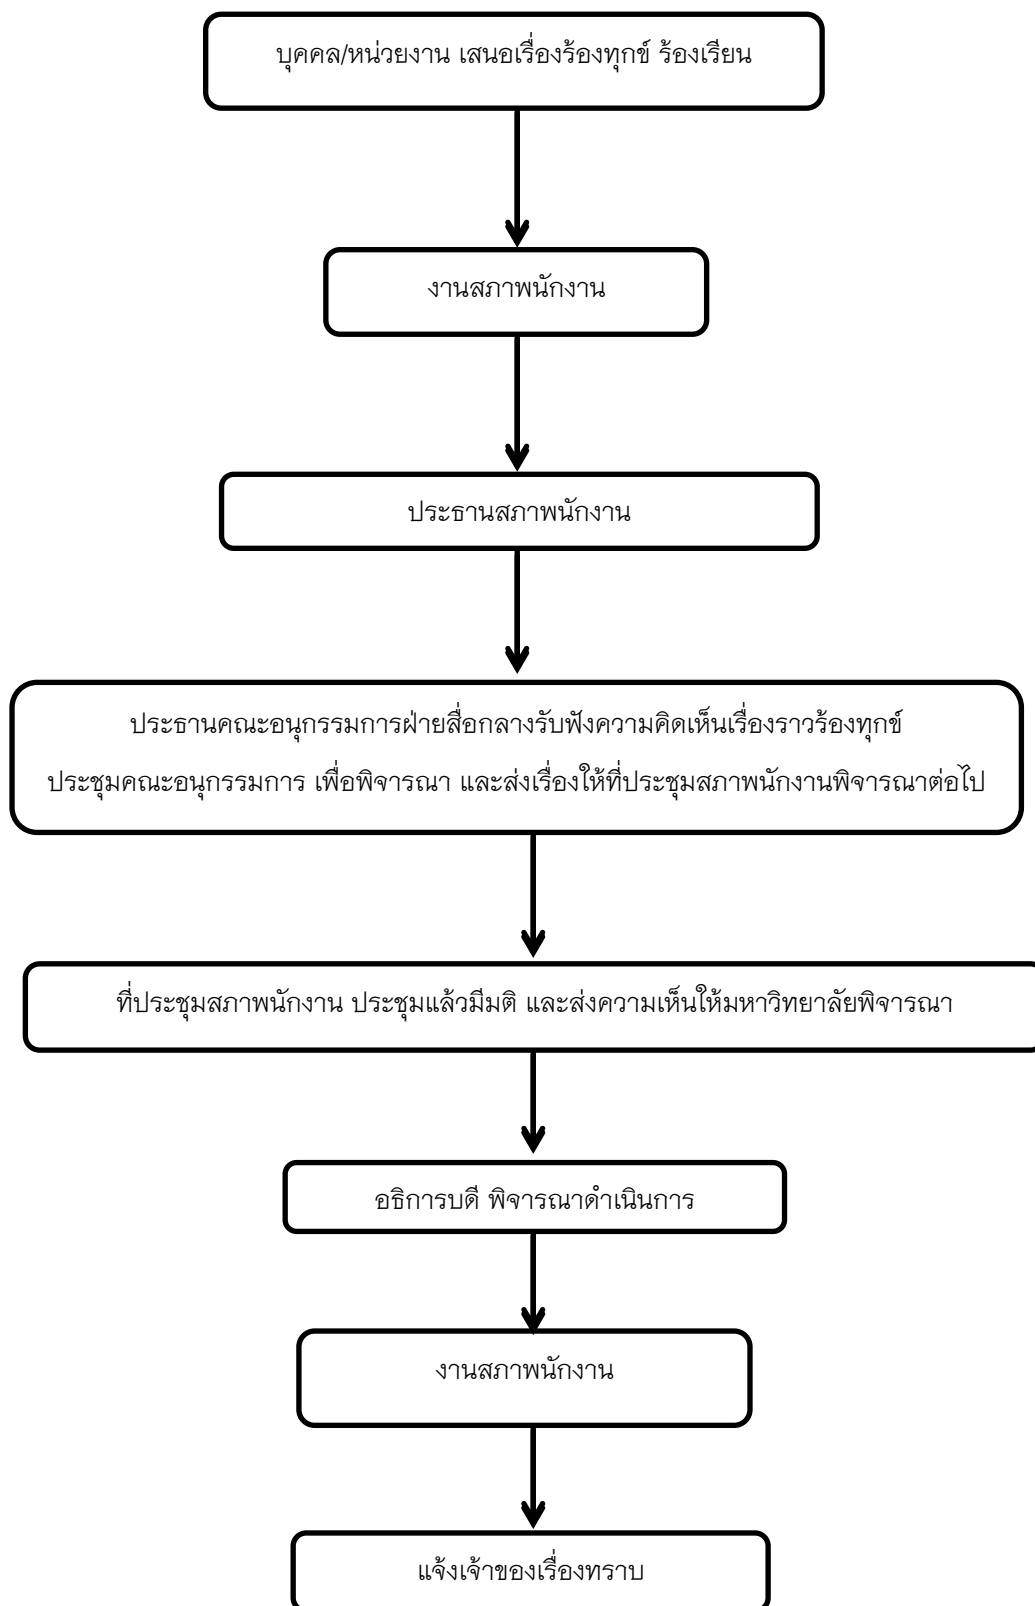 บุคคล/หน่วยงาน เสนอเรื่องร้องทุกข์ ร้องเรียน
งานสภาพนักงาน
ประธานสภาพนักงาน
ประธานคณะอนุกรรมการฝ่ายสื่อกลางรับฟังความคิดเห็นเรื่องราวร้องทุกข์
ประชุมคณะอนุกรรมการ เพื่อพิจารณา และส่งเรื่องให้ที่ประชุมสภาพนักงานพิจารณาต่อไป
ที่ประชุมสภาพนักงาน ประชุมแล้วมีมติ และส่งความเห็นให้มหาวิทยาลัยพิจารณา
อธิการบดี พิจารณาดำเนินการ
งานสภาพนักงาน
แจ้งเจ้าของเรื่องทราบ